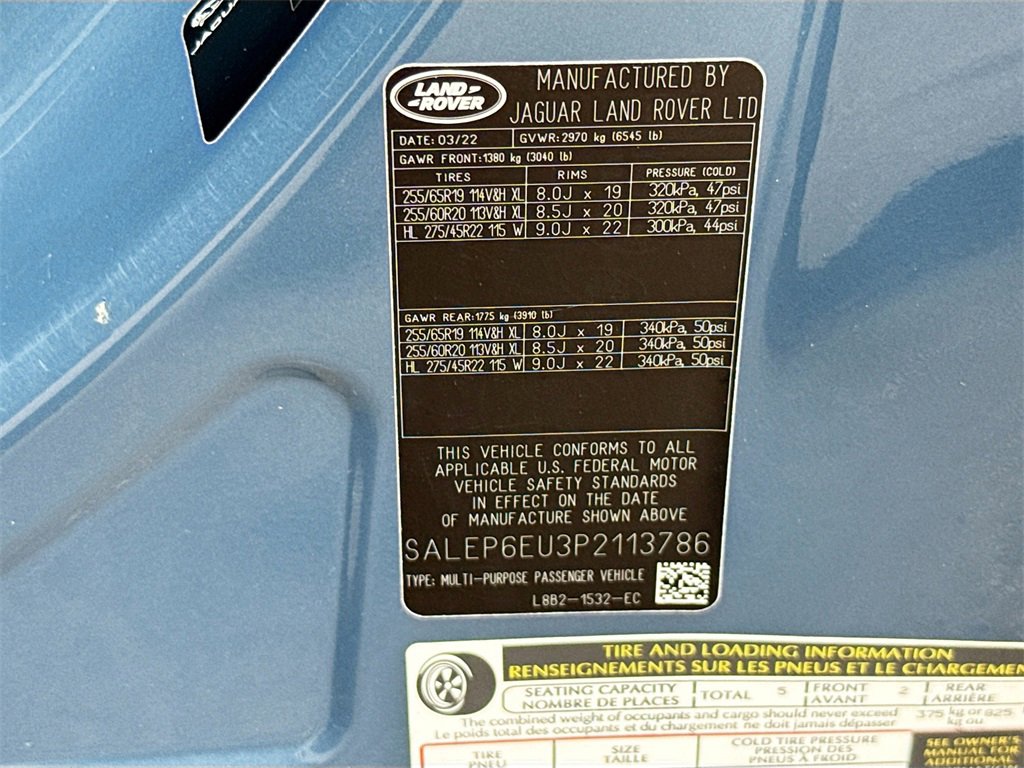 JAGUA
LAND
ROVER
MANUFACTURED BY
JAGUAR LAND ROVER LTD
DATE: 03/22 GVWR: 2970 kg (6545 lb)
GAWR FRONT: 1380 kg (3040 lb)
TIRES RIMS PRESSURE (COLD)
255/65R19 114V&H XL 8.0J x 19 320kPa, 47psi
255/60R20 113V&H XL 8.5J x 20 320kPa, 47psi
HL 275/45R22 115 W 9.0J x 22 300kPa, 44psi
GAWR REAR: 1775 kg (3910 lb)
255/65R19 114V&H XL 8.0J x 19 340kPa, 50psi
255/60R20 113V&H XL 8.5J x 20 340kPa, 50psi
HL 275/45R22 115 W 9.0J x 22 340kPa, 50psi
THIS VEHICLE CONFORMS TO ALL
APPLICABLE U.S. FEDERAL MOTOR
VEHICLE SAFETY STANDARDS
IN EFFECT ON THE DATE
OF MANUFACTURE SHOWN ABOVE
SALEP6EU3P2113786
TYPE: MULTI-PURPOSE PASSENGER VEHICLE
L8B2-1532-EC
TIRE AND LOADING INFORMATION
RENSEIGNEMENTS SUR LES PNEUS ET LE CHARGEMEN
SEATING CAPACITY TOTAL 5 FRONT 2 REAR
NOMBRE DE PLACES AVANT ARRIÈRE
The combined weight of occupants and cargo should never exceed 375 kg or 825
Le poids total des occupants et du chargement ne doit jamais dépasser kg ou
TIRE SIZE COLD TIRE PRESSURE SEE OWNER'S
PNEU TAILLE PRESSION DES MANUAL FOR
PNEUS À FROID ADDITIONAL